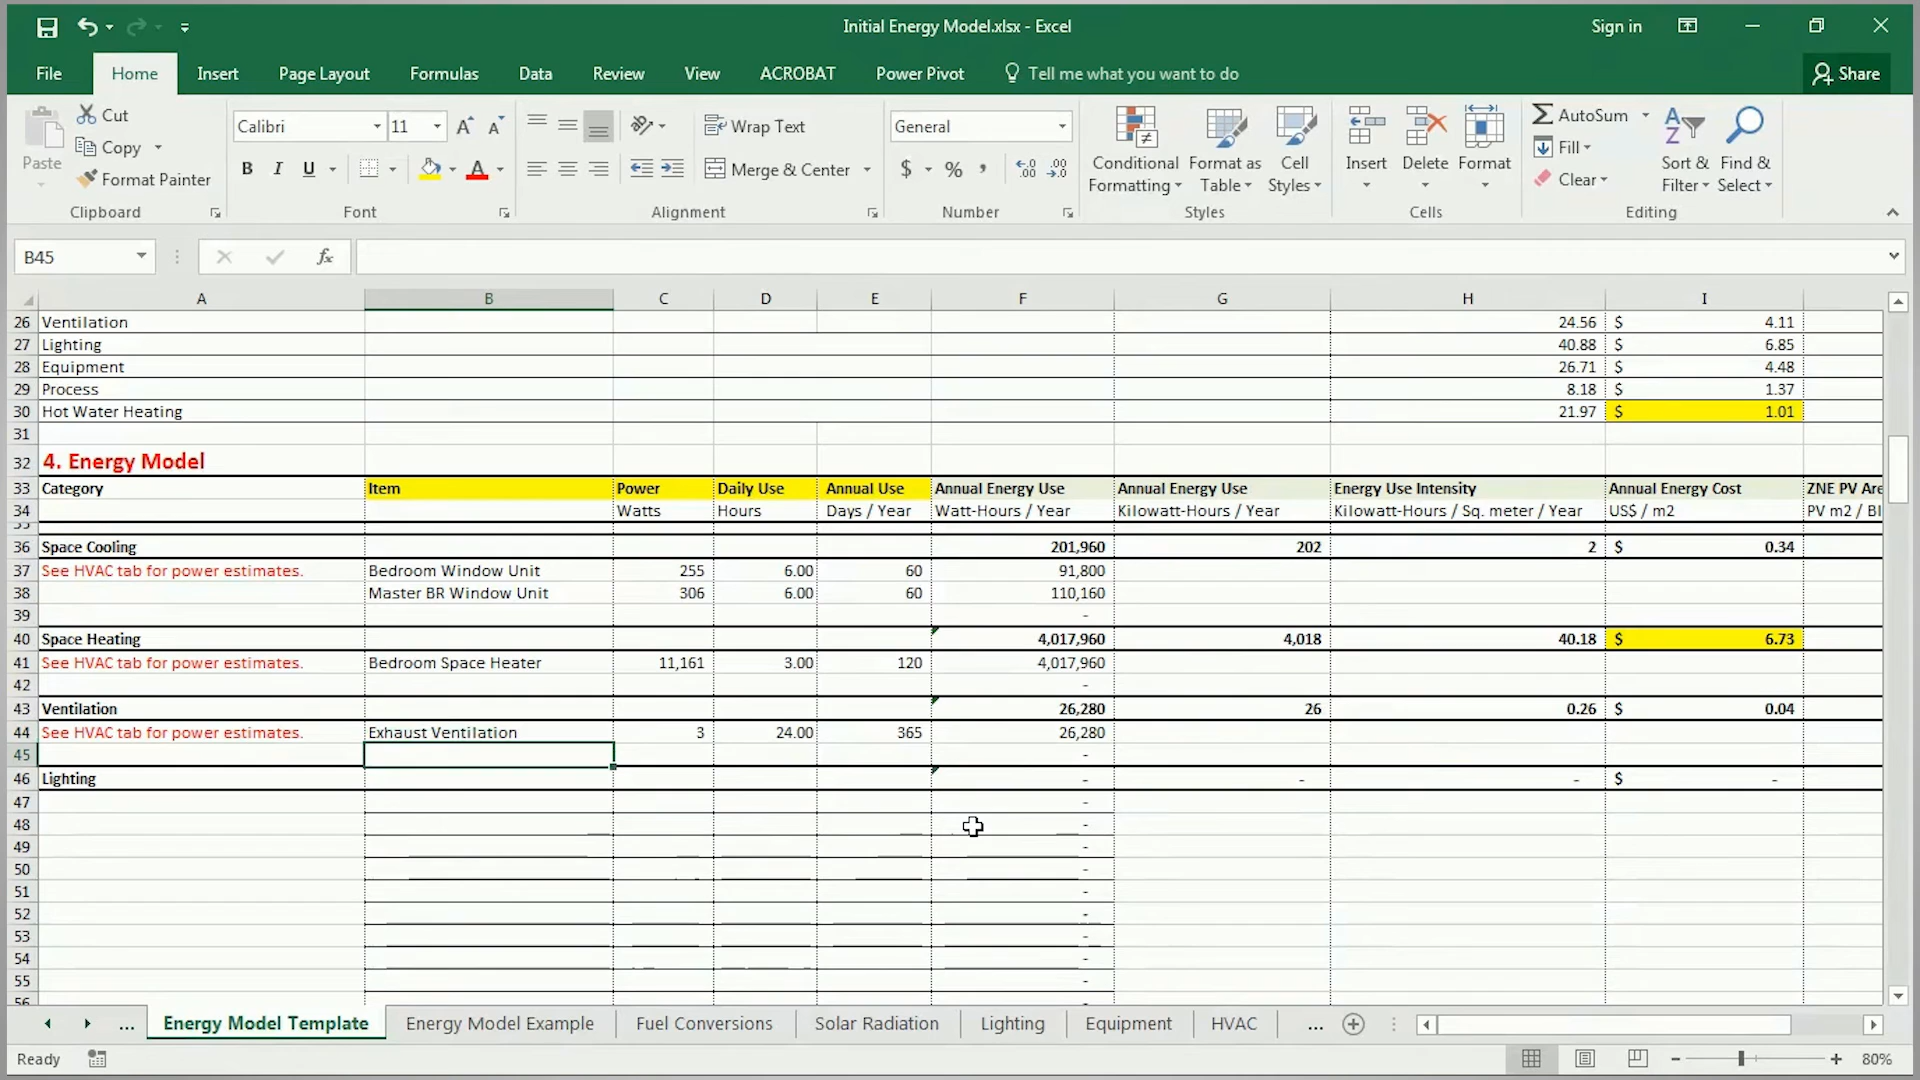 Initial Energy Model.xlsx - Excel
Sign in
File Home Insert Page Layout Formulas Data Review View ACROBAT Power Pivot Tell me what you want to do Share
Paste
Cut
Copy
Format Painter
Clipboard
Calibri 11
B I U
Font
Wrap Text
Merge & Center
Alignment
General
$ % ,
Number
Conditional Formatting
Format as Table
Cell Styles
Styles
Insert Delete Format
Cells
AutoSum
Fill
Clear
Sort & Filter
Find & Select
Editing
B45 fx
A B C D E F G H I
26 Ventilation 24.56 $ 4.11
27 Lighting 40.88 $ 6.85
28 Equipment 26.71 $ 4.48
29 Process 8.18 $ 1.37
30 Hot Water Heating 21.97 $ 1.01
31
32 4. Energy Model
33 Category Item Power Daily Use Annual Use Annual Energy Use Annual Energy Use Energy Use Intensity Annual Energy Cost ZNE PV Are
34 Watts Hours Days / Year Watt-Hours / Year Kilowatt-Hours / Year Kilowatt-Hours / Sq. meter / Year US$ / m2 PV m2 / Bl
36 Space Cooling 201,960 202 2 $ 0.34
37 See HVAC tab for power estimates. Bedroom Window Unit 255 6.00 60 91,800
38 Master BR Window Unit 306 6.00 60 110,160
39 -
40 Space Heating 4,017,960 4,018 40.18 $ 6.73
41 See HVAC tab for power estimates. Bedroom Space Heater 11,161 3.00 120 4,017,960
42 -
43 Ventilation 26,280 26 0.26 $ 0.04
44 See HVAC tab for power estimates. Exhaust Ventilation 3 24.00 365 26,280
45 -
46 Lighting - - - $ -
47 -
48 -
49 -
50 -
51 -
52 -
53 -
54 -
55 -
56 -
... Energy Model Template Energy Model Example Fuel Conversions Solar Radiation Lighting Equipment HVAC ...
Ready 80%